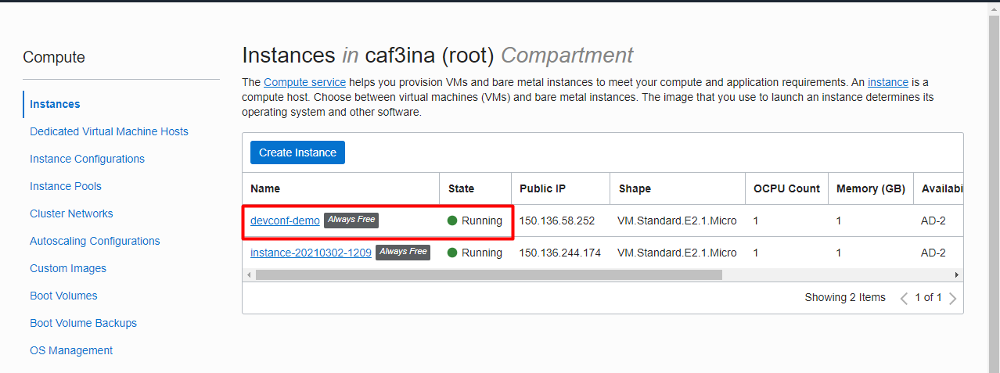 Compute
Instances
Dedicated Virtual Machine Hosts
Instance Configurations
Instance Pools
Cluster Networks
Autoscaling Configurations
Custom Images
Boot Volumes
Boot Volume Backups
OS Management
Instances in caf3ina (root) Compartment
The Compute service helps you provision VMs and bare metal instances to meet your compute and application requirements. An instance is a
compute host. Choose between virtual machines (VMs) and bare metal instances. The image that you use to launch an instance determines its
operating system and other software.
Create Instance
Name State Public IP Shape OCPU Count Memory (GB) Availabi
devconf-demo Always Free Running 150.136.58.252 VM.Standard.E2.1.Micro 1 1 AD-2
instance-20210302-1209 Always Free Running 150.136.244.174 VM.Standard.E2.1.Micro 1 1 AD-2
Showing 2 Items 1 of 1